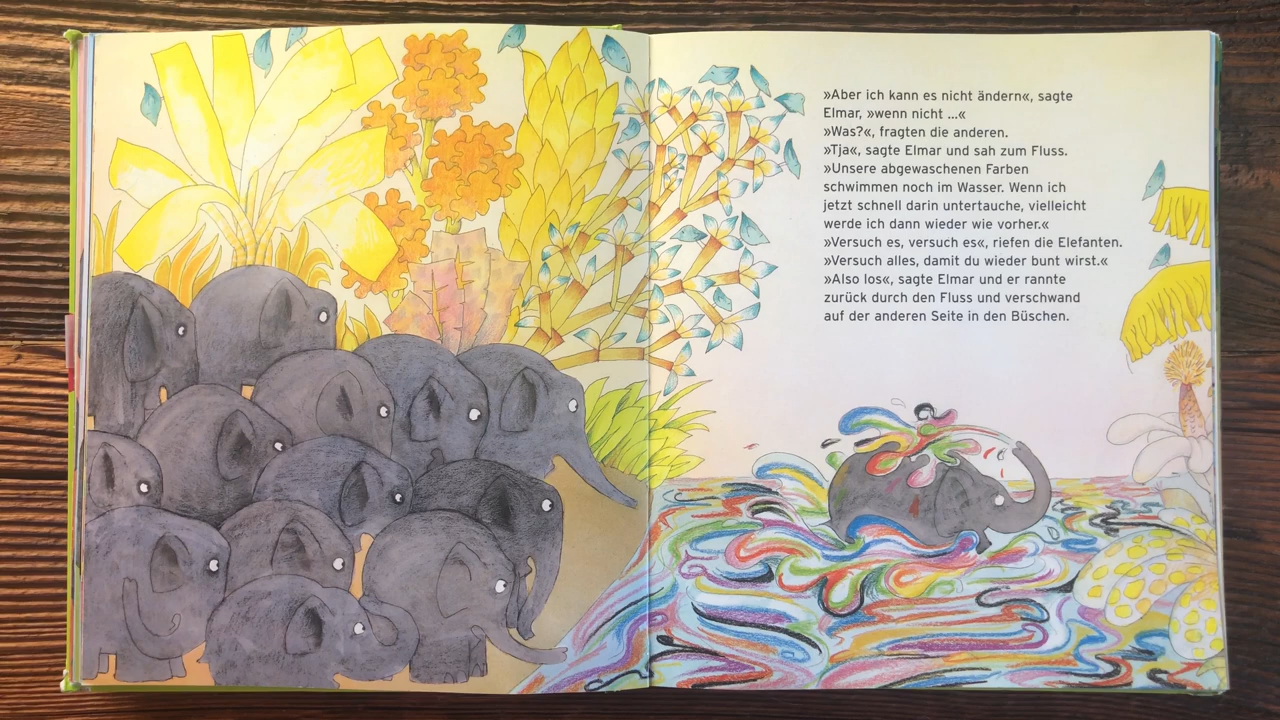 »Aber ich kann es nicht ändern«, sagte
Elmar, »wenn nicht ...«
»Was?«, fragten die anderen.
»Tja«, sagte Elmar und sah zum Fluss.
»Unsere abgewaschenen Farben
schwimmen noch im Wasser. Wenn ich
jetzt schnell darin untertauche, vielleicht
werde ich dann wieder wie vorher.«
»Versuch es, versuch es«, riefen die Elefanten.
»Versuch alles, damit du wieder bunt wirst.«
»Also los«, sagte Elmar und er rannte
zurück durch den Fluss und verschwand
auf der anderen Seite in den Büschen.